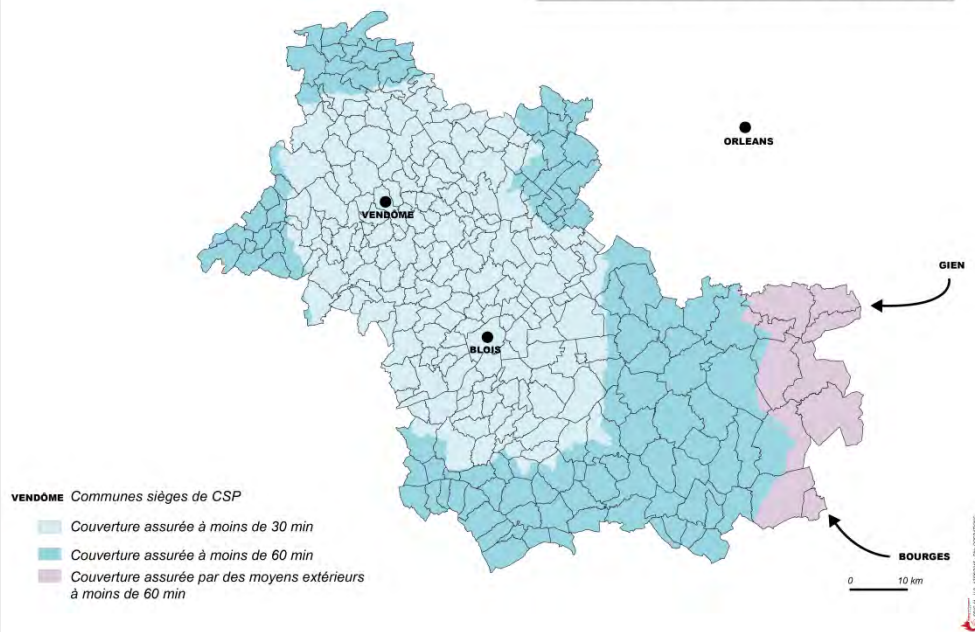 ORLEANS
VENDÔME
GIEN
BLOIS
VENDÔME Communes sièges de CSP
Couverture assurée à moins de 30 min
Couverture assurée à moins de 60 min
Couverture assurée par des moyens extérieurs
à moins de 60 min
BOURGES
0 10 km